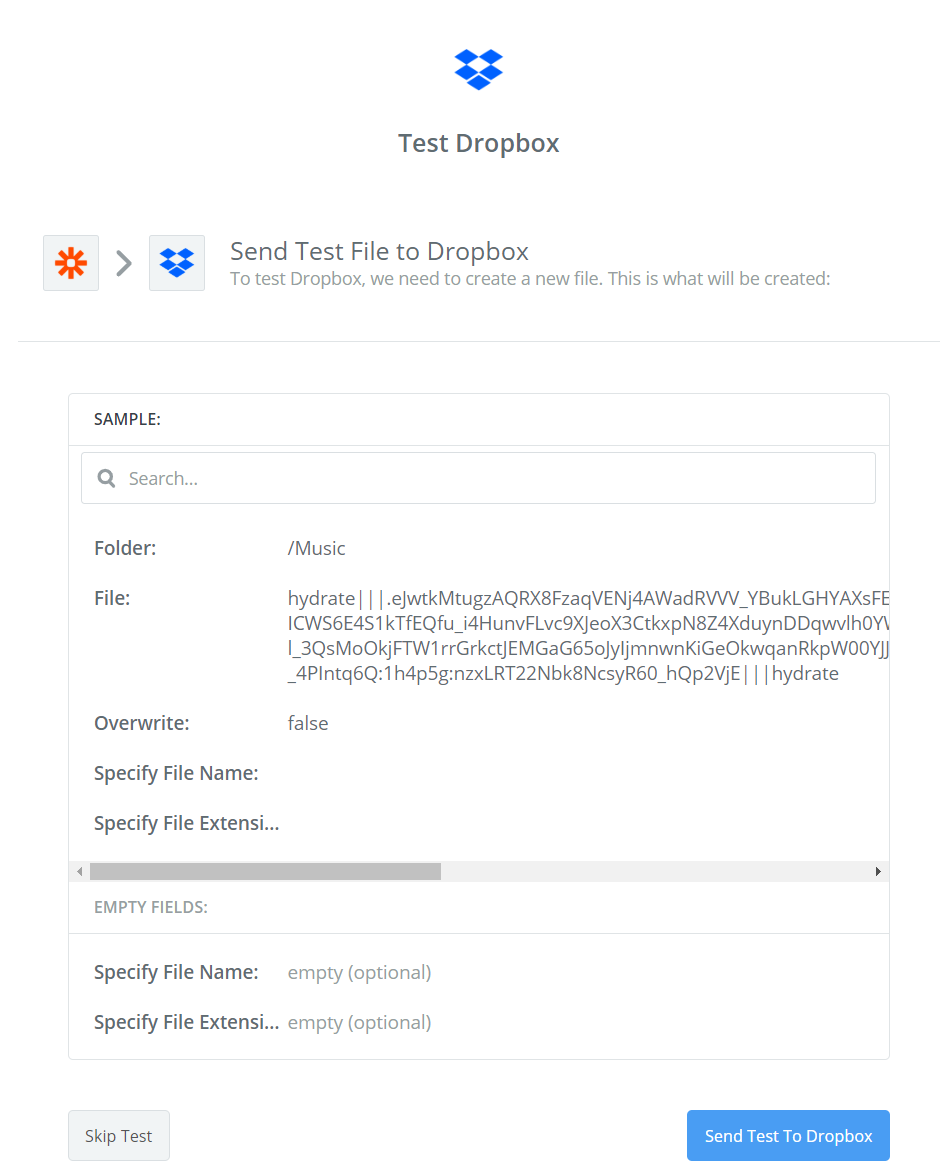 Test Dropbox
Send Test File to Dropbox
To test Dropbox, we need to create a new file. This is what will be created:
SAMPLE:
Search...
Folder: /Music
File: hydrate|||.eJwtkMtugzAQRX8FzaqVENj4AWadRVVV_YBukLGHYAXsFE
ICWS6E4S1kTfEQfu_i4HunvFLvc9XJeoX3CtkxpN8Z4XduynDDqwvlh0YW
l_3QsMoOkjFTW1rrGrkctJEMGaG65oJyIjmnwnKiGeOkwqanRkpW00YJJ
_4PIntq6Q:1h4p5g:nzxLRT22Nbk8NcsyR60_hQp2VjE|||hydrate
Overwrite: false
Specify File Name:
Specify File Extensi...
EMPTY FIELDS:
Specify File Name: empty (optional)
Specify File Extensi... empty (optional)
Skip Test
Send Test To Dropbox